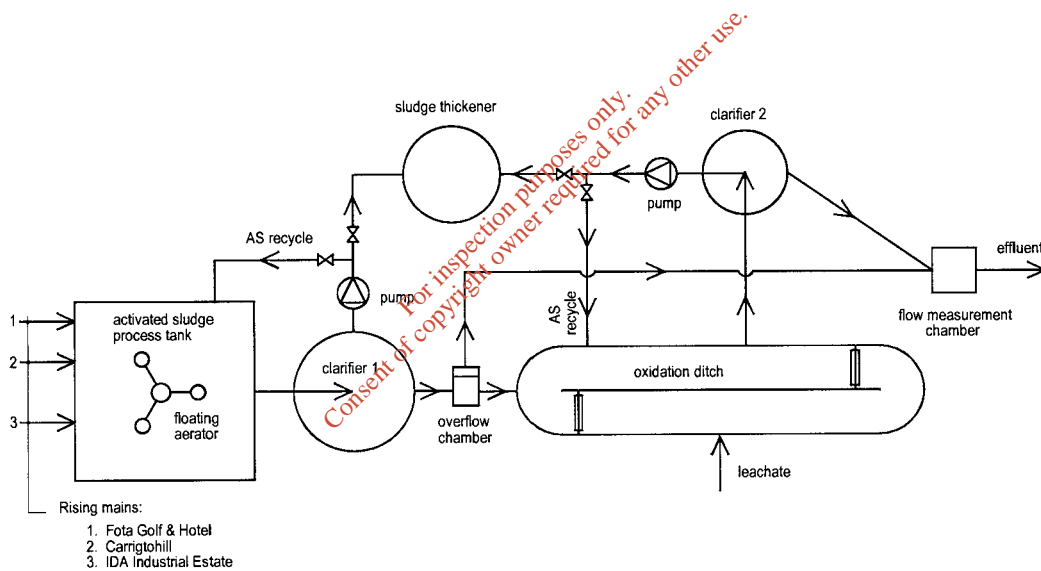 For inspection purposes only.
Consent of copyright owner required for any other use.
sludge thickener
clarifier 2
pump
AS recycle
effluent
flow measurement
chamber
pump
AS
recycle
1
2
3
activated sludge
process tank
floating
aerator
clarifier 1
overflow
chamber
oxidation ditch
leachate
Rising mains:
1. Fota Golf & Hotel
2. Carrigtohill
3. IDA Industrial Estate